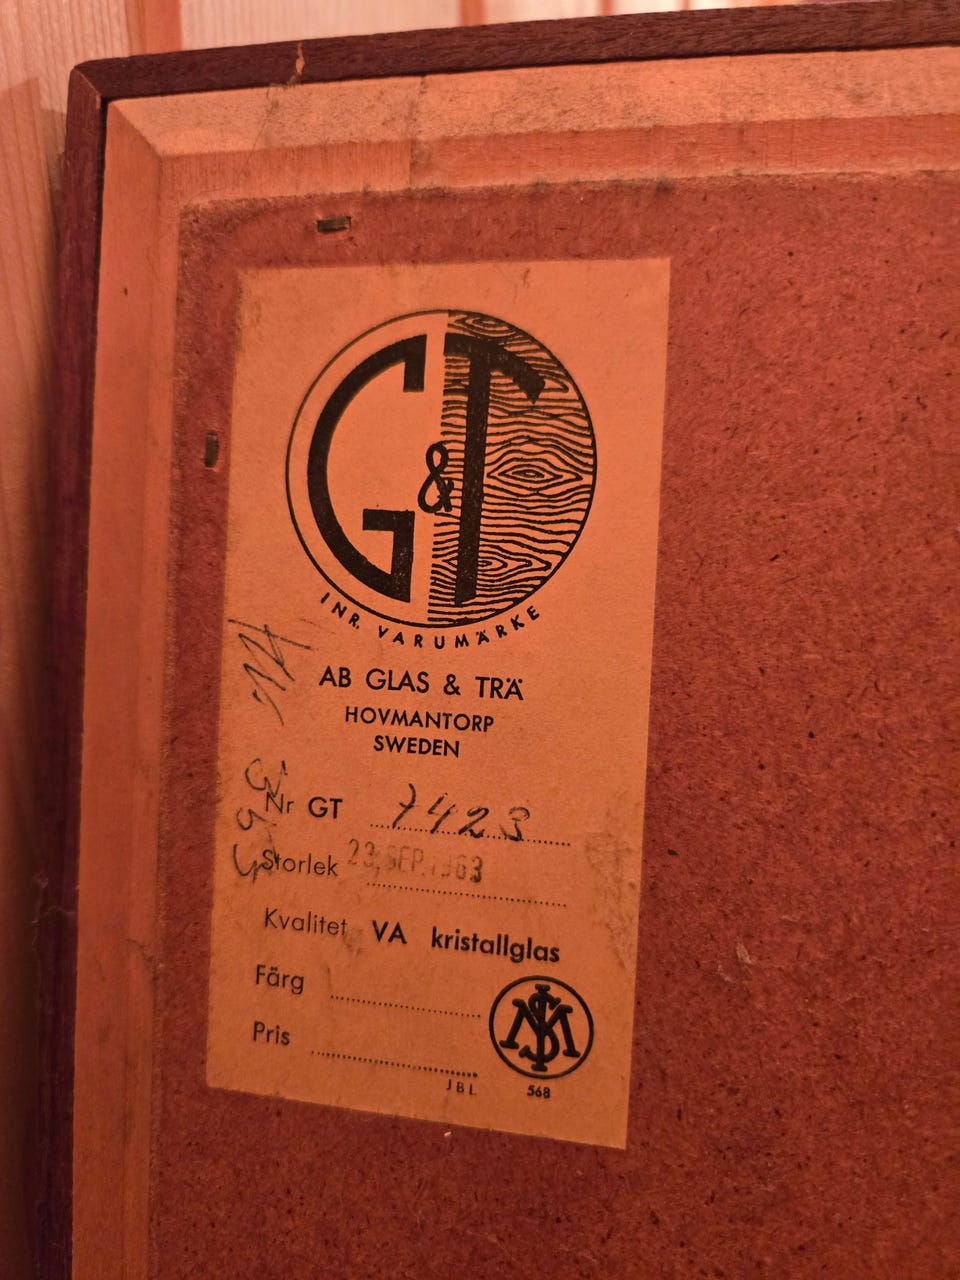 G&T
INR. VARUMÄRKE
AB GLAS & TRÄ
HOVMANTORP
SWEDEN
Nr GT 7423
Storlek 23. SEP. 1963
Kvalitet VA kristallglas
Färg
Pris
JBL
568